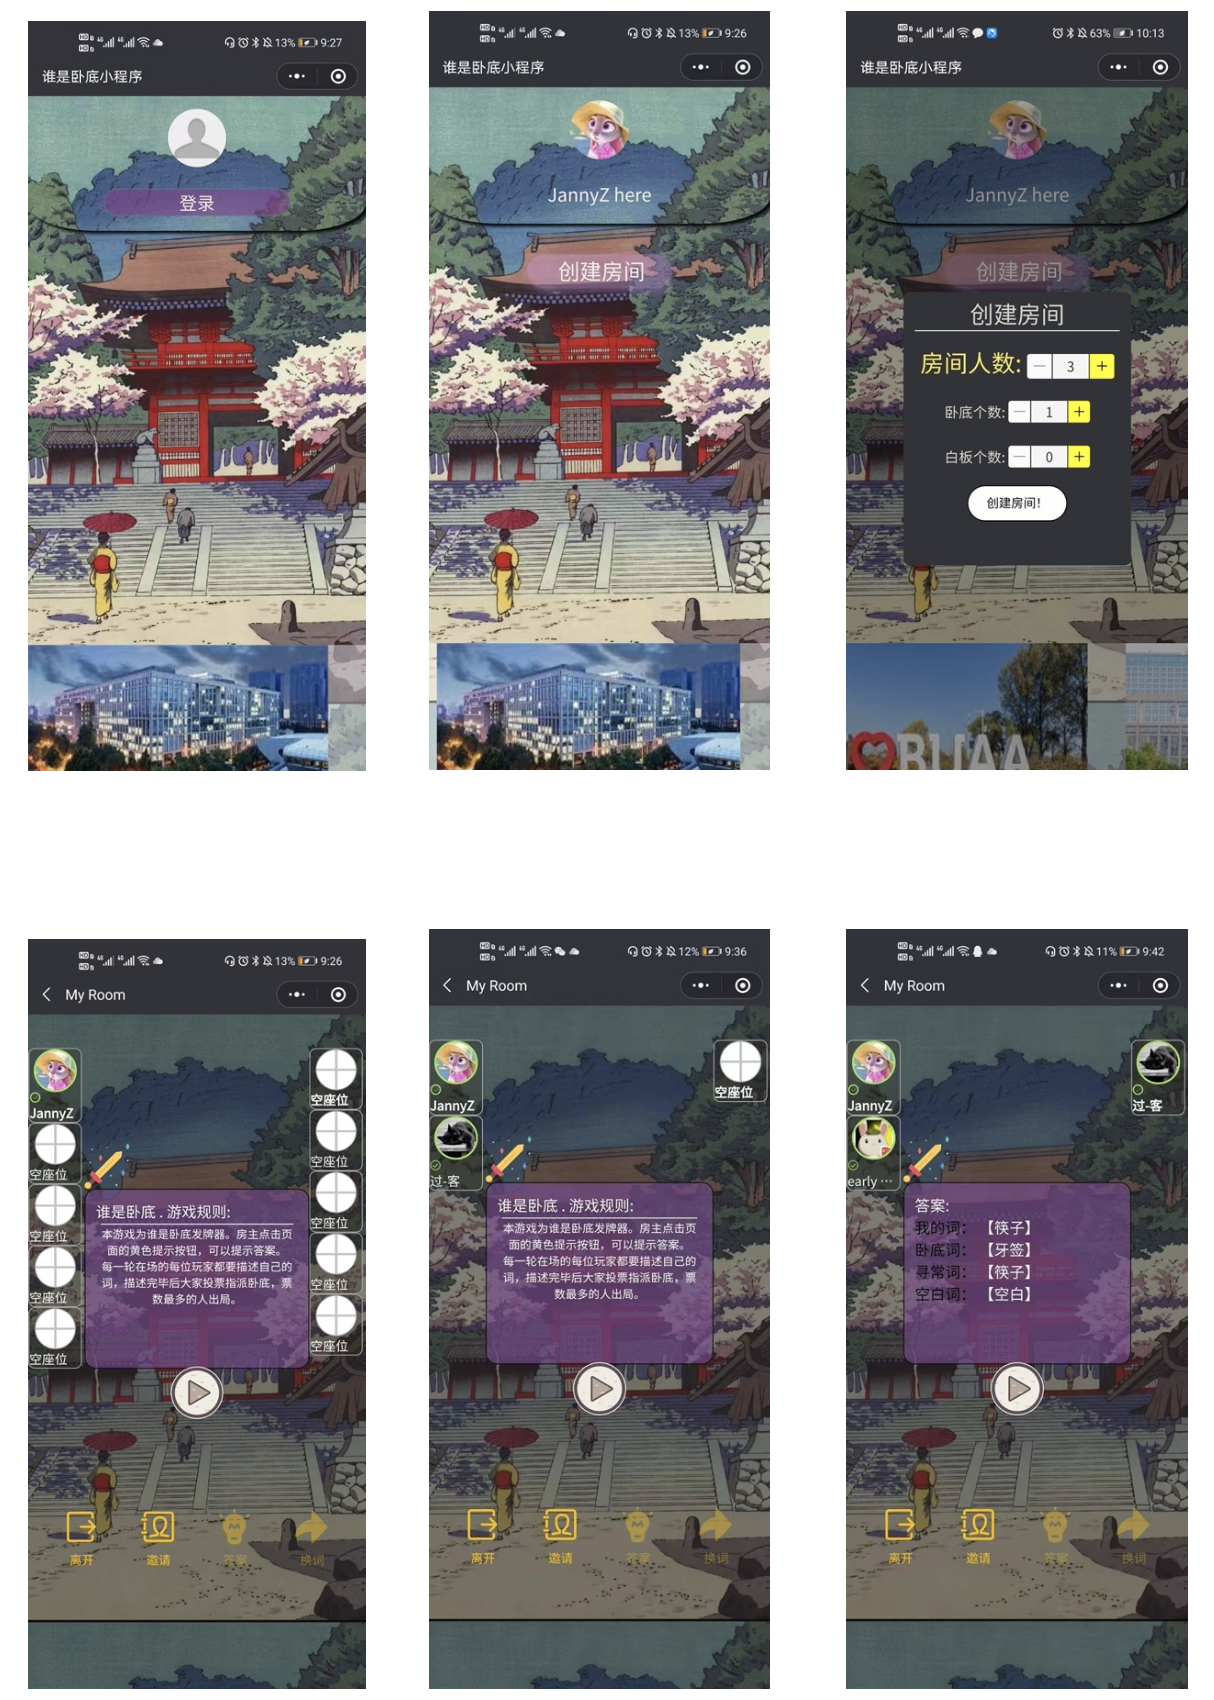 13% 9:27
谁是卧底小程序
登录
13% 9:26
谁是卧底小程序
JannyZ here
创建房间
63% 10:13
谁是卧底小程序
JannyZ here
创建房间
创建房间
房间人数: 3
卧底个数: 1
白板个数: 0
创建房间!
BUAA
13% 9:26
My Room
JannyZ
空座位
空座位
空座位
空座位
空座位
空座位
空座位
空座位
空座位
谁是卧底 . 游戏规则:
本游戏为谁是卧底发牌器。房主点击页
面的黄色提示按钮，可以提示答案。
每一轮在场的每位玩家都要描述自己的
词，描述完毕后大家投票指派卧底，票
数最多的人出局。
离开 邀请 答案 换词
12% 9:36
My Room
JannyZ
空座位
过-客
谁是卧底 . 游戏规则:
本游戏为谁是卧底发牌器。房主点击页
面的黄色提示按钮，可以提示答案。
每一轮在场的每位玩家都要描述自己的
词，描述完毕后大家投票指派卧底，票
数最多的人出局。
离开 邀请 答案 换词
11% 9:42
My Room
JannyZ
过-客
early ···
答案:
我的词: 【筷子】
卧底词: 【牙签】
寻常词: 【筷子】
空白词: 【空白】
离开 邀请 答案 换词